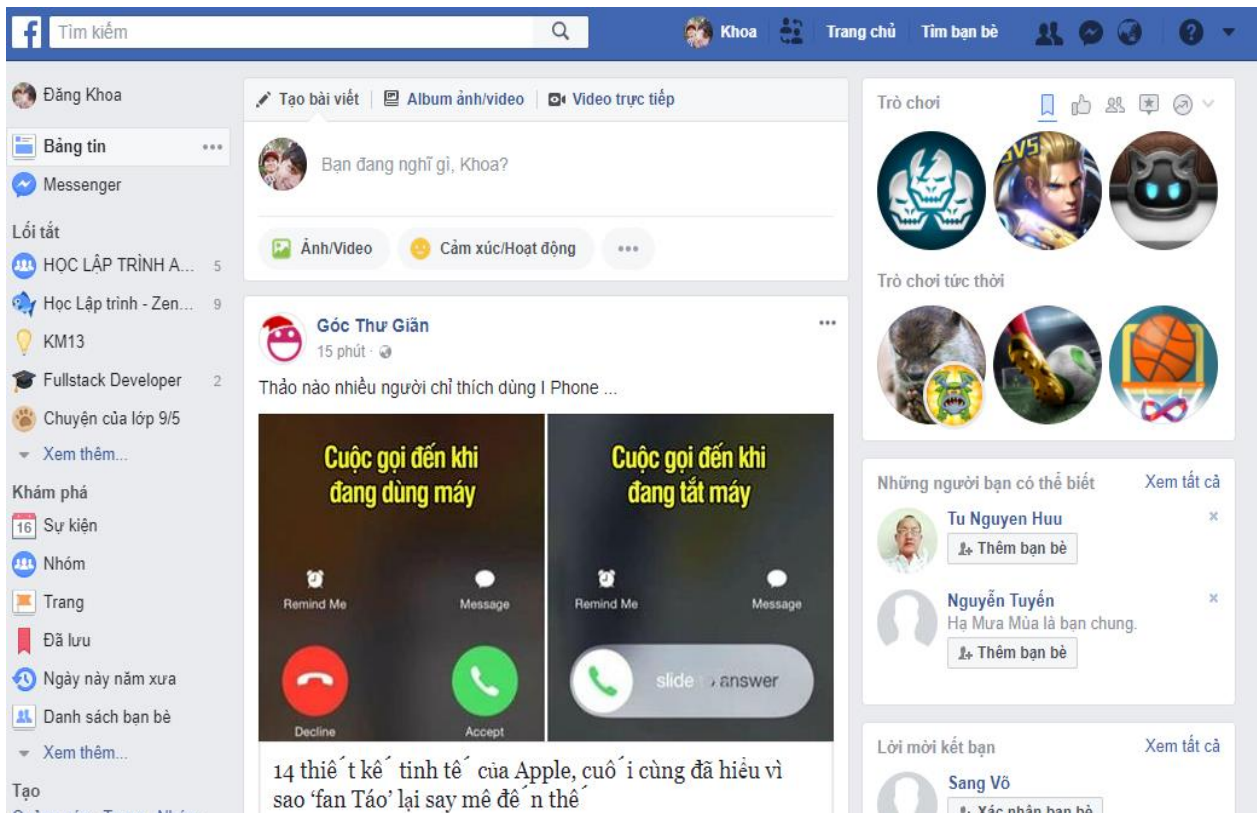 f
Tìm kiếm
Khoa
Trang chủ
Tìm bạn bè
Đăng Khoa
Bảng tin
Messenger
Lối tắt
HỌC LẬP TRÌNH A... 5
Học Lập trình - Zen... 9
KM13
Fullstack Developer 2
Chuyện của lớp 9/5
Xem thêm...
Khám phá
16 Sự kiện
Nhóm
Trang
Đã lưu
Ngày này năm xưa
Danh sách bạn bè
Xem thêm...
Tạo
Tạo bài viết
Album ảnh/video
Video trực tiếp
Bạn đang nghĩ gì, Khoa?
Ảnh/Video
Cảm xúc/Hoạt động
Góc Thư Giãn
15 phút ·
Thảo nào nhiều người chỉ thích dùng I Phone ...
Cuộc gọi đến khi
đang dùng máy
Remind Me
Message
Decline
Accept
Cuộc gọi đến khi
đang tắt máy
Remind Me
Message
slide answer
14 thiết kế tinh tế của Apple, cuối cùng đã hiểu vì
sao ‘fan Táo’ lại say mê đến thế
Trò chơi
5V5
Trò chơi tức thời
Những người bạn có thể biết
Xem tất cả
Tu Nguyen Huu
Thêm bạn bè
Nguyễn Tuyển
Hạ Mưa Mùa là bạn chung.
Thêm bạn bè
Lời mời kết bạn
Xem tất cả
Sang Võ
Xác nhận bạn bè